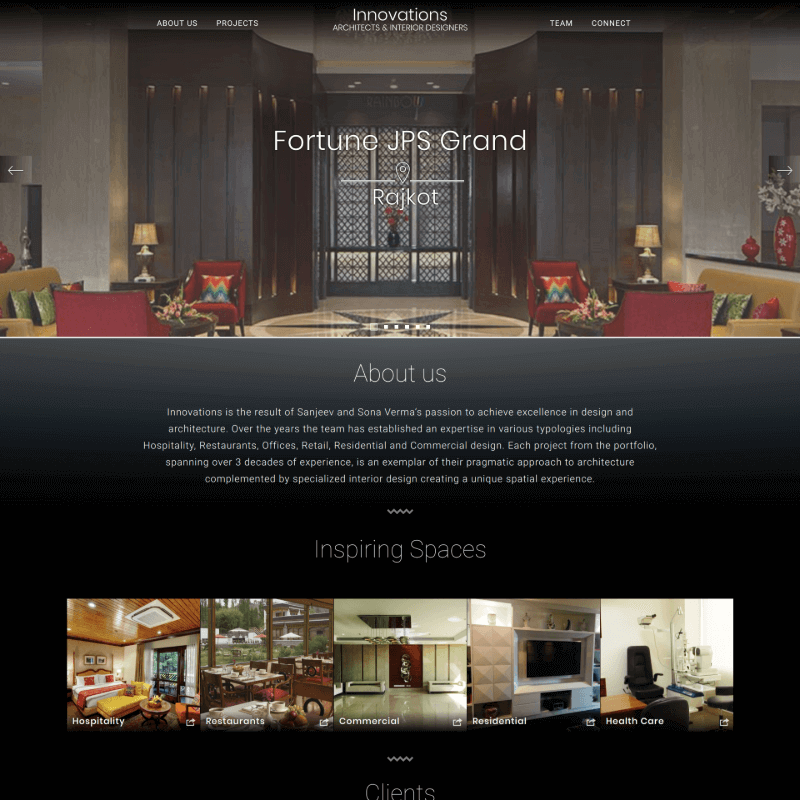 Innovations
ARCHITECTS & INTERIOR DESIGNERS
ABOUT US
PROJECTS
TEAM
CONNECT
RAINBOW
Fortune JPS Grand
Rajkot
About us
Innovations is the result of Sanjeev and Sona Verma's passion to achieve excellence in design and
architecture. Over the years the team has established an expertise in various typologies including
Hospitality, Restaurants, Offices, Retail, Residential and Commercial design. Each project from the portfolio,
spanning over 3 decades of experience, is an exemplar of their pragmatic approach to architecture
complemented by specialized interior design creating a unique spatial experience.
Inspiring Spaces
Hospitality
Restaurants
Commercial
Residential
Health Care
Clients